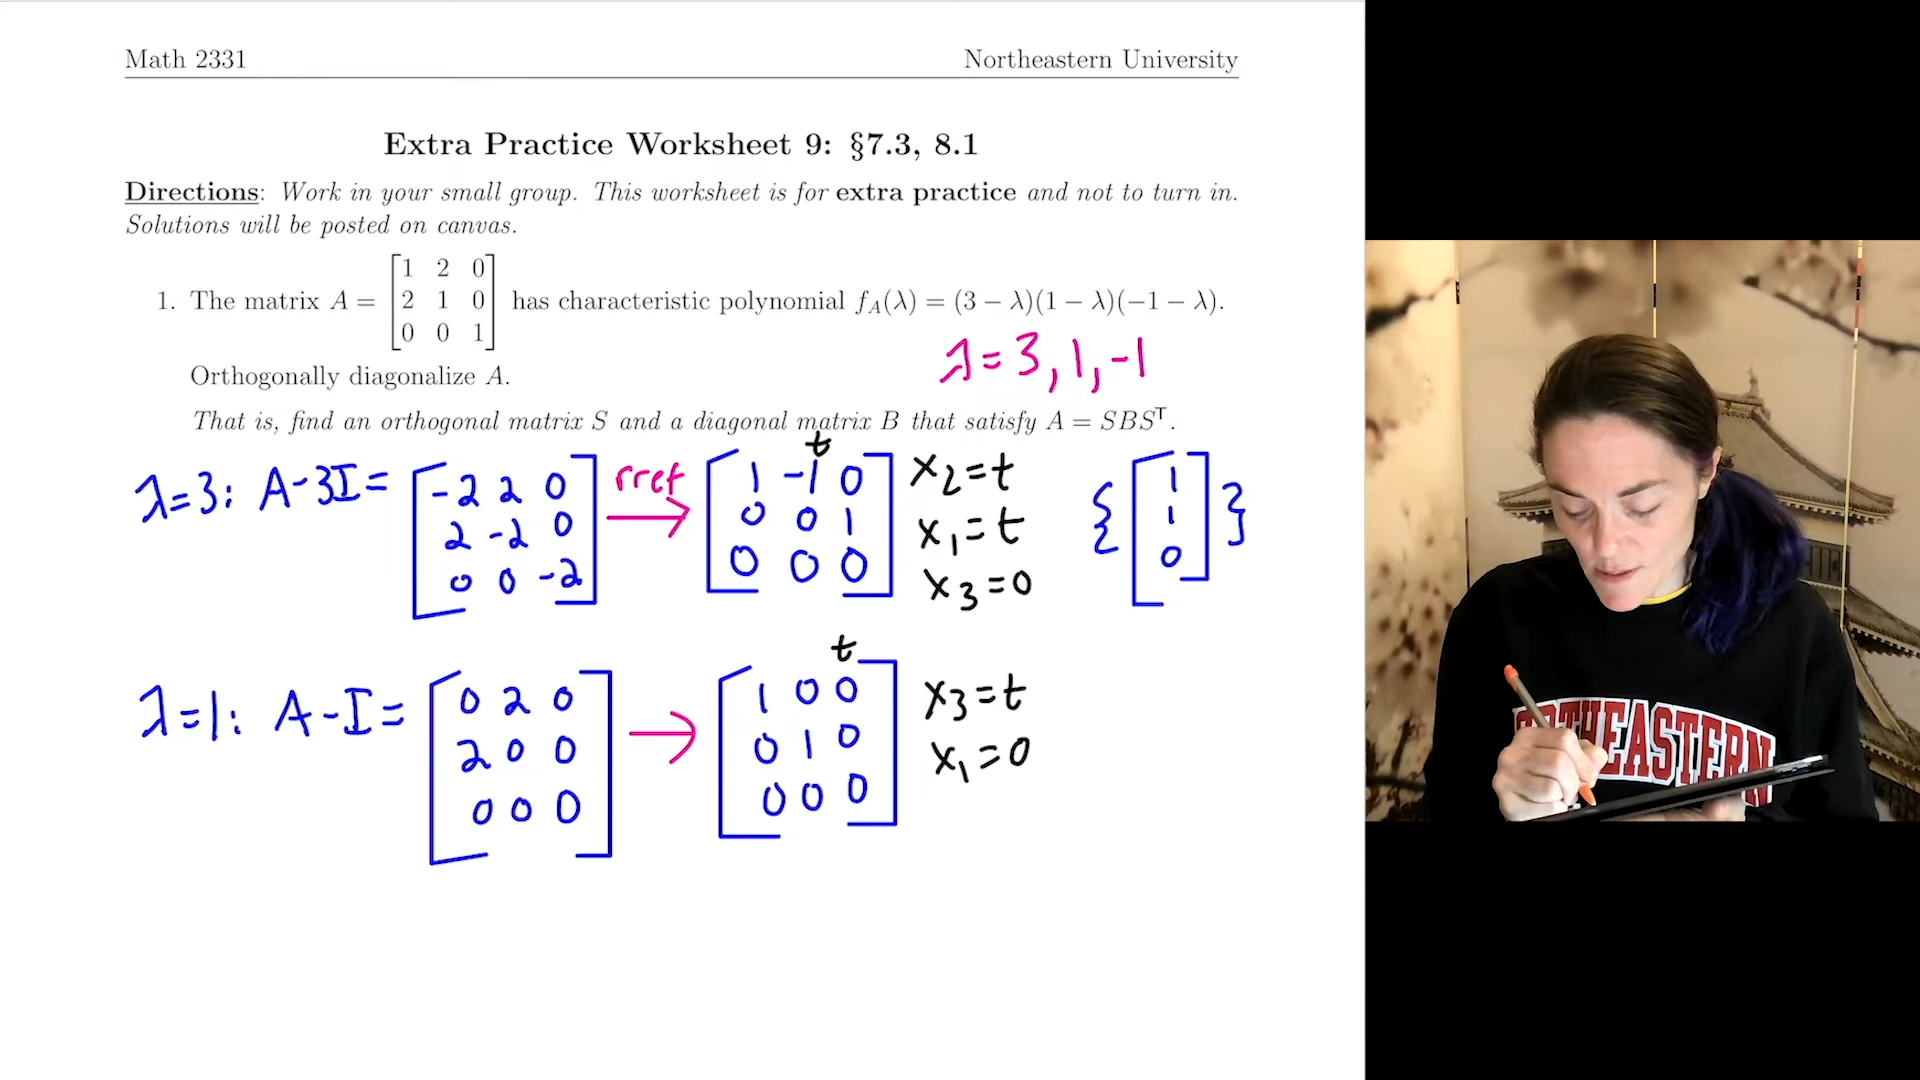 Math 2331 Northeastern University
Extra Practice Worksheet 9: §7.3, 8.1
Directions: Work in your small group. This worksheet is for extra practice and not to turn in.
Solutions will be posted on canvas.
1. The matrix A = [1 2 0; 2 1 0; 0 0 1] has characteristic polynomial f_A(λ) = (3 − λ)(1 − λ)(−1 − λ).
λ=3, 1, -1
Orthogonally diagonalize A.
That is, find an orthogonal matrix S and a diagonal matrix B that satisfy A = SBSᵀ.
t
λ=3: A-3I= [-2 2 0; 2 -2 0; 0 0 -2] rref → [1 -1 0; 0 0 1; 0 0 0] x₂=t {[1; 1; 0]}
x₁=t
x₃=0
t
λ=1: A-I= [0 2 0; 2 0 0; 0 0 0] → [1 0 0; 0 1 0; 0 0 0] x₃=t
x₁=0
RTHEASTERN